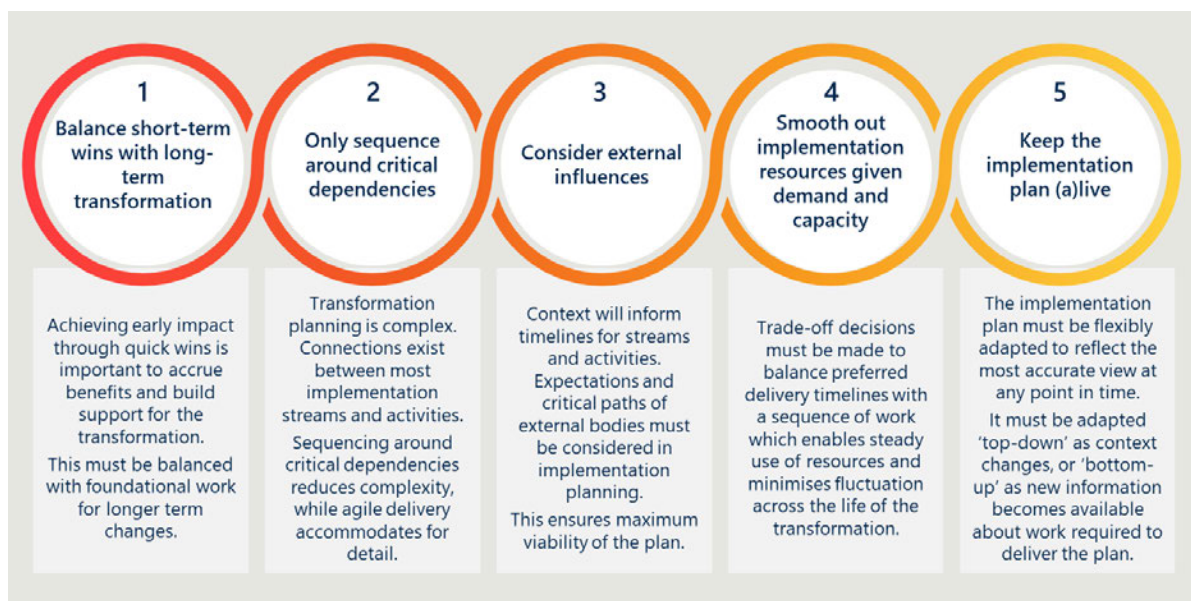 1
Balance short-term
wins with long-
term
transformation
Achieving early impact
through quick wins is
important to accrue
benefits and build
support for the
transformation.
This must be balanced
with foundational work
for longer term
changes.
2
Only sequence
around critical
dependencies
Transformation
planning is complex.
Connections exist
between most
implementation
streams and activities.
Sequencing around
critical dependencies
reduces complexity,
while agile delivery
accommodates for
detail.
3
Consider external
influences
Context will inform
timelines for streams
and activities.
Expectations and
critical paths of
external bodies must
be considered in
implementation
planning.
This ensures maximum
viability of the plan.
4
Smooth out
implementation
resources given
demand and
capacity
Trade-off decisions
must be made to
balance preferred
delivery timelines with
a sequence of work
which enables steady
use of resources and
minimises fluctuation
across the life of the
transformation.
5
Keep the
implementation
plan (a)live
The implementation
plan must be flexibly
adapted to reflect the
most accurate view at
any point in time.
It must be adapted
‘top-down’ as context
changes, or ‘bottom-
up’ as new information
becomes available
about work required to
deliver the plan.